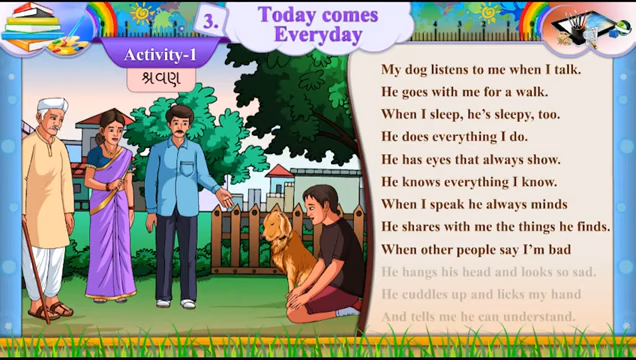 3.
Today comes
Everyday
Activity-1
શ્રવણ
My dog listens to me when I talk.
He goes with me for a walk.
When I sleep, he's sleepy, too.
He does everything I do.
He has eyes that always show.
He knows everything I know.
When I speak he always minds
He shares with me the things he finds.
When other people say I'm bad
He hangs his head and looks so sad.
He cuddles up and licks my hand
And tells me he can understand.